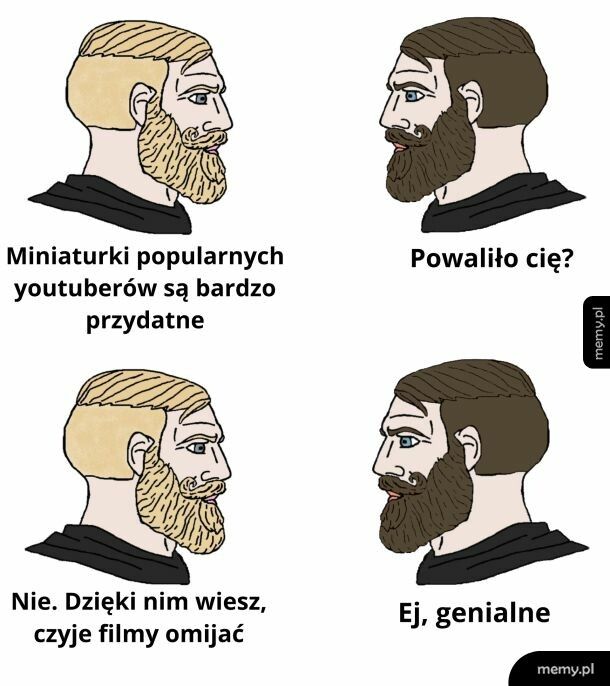 Miniaturki popularnych
youtuberów są bardzo
przydatne
Powaliło cię?
memy.pl
Nie. Dzięki nim wiesz,
czyje filmy omijać
Ej, genialne
memy.pl